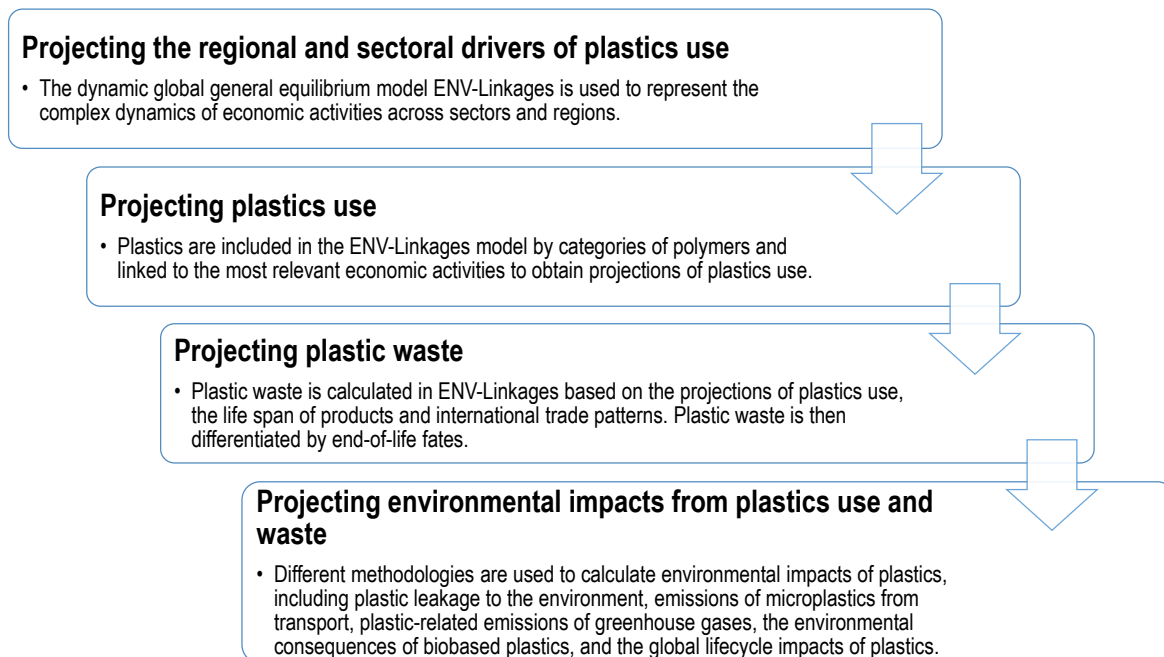 Projecting the regional and sectoral drivers of plastics use
• The dynamic global general equilibrium model ENV-Linkages is used to represent the
complex dynamics of economic activities across sectors and regions.
Projecting plastics use
• Plastics are included in the ENV-Linkages model by categories of polymers and
linked to the most relevant economic activities to obtain projections of plastics use.
Projecting plastic waste
• Plastic waste is calculated in ENV-Linkages based on the projections of plastics use,
the life span of products and international trade patterns. Plastic waste is then
differentiated by end-of-life fates.
Projecting environmental impacts from plastics use and
waste
• Different methodologies are used to calculate environmental impacts of plastics,
including plastic leakage to the environment, emissions of microplastics from
transport, plastic-related emissions of greenhouse gases, the environmental
consequences of biobased plastics, and the global lifecycle impacts of plastics.